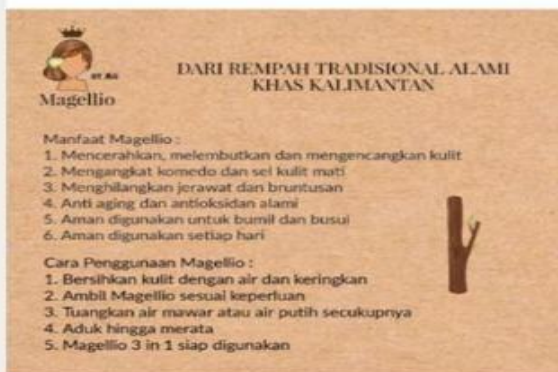 Magellio
DARI REMPAH TRADISIONAL ALAMI
KHAS KALIMANTAN
Manfaat Magellio :
1. Mencerahkan, melembutkan dan mengencangkan kulit
2. Mengangkat komedo dan sel kulit mati
3. Menghilangkan jerawat dan bruntusan
4. Anti aging dan antioksidan alami
5. Aman digunakan untuk bumil dan busui
6. Aman digunakan setiap hari
Cara Penggunaan Magellio :
1. Bersihkan kulit dengan air dan keringkan
2. Ambil Magellio sesuai keperluan
3. Tuangkan air mawar atau air putih secukupnya
4. Aduk hingga merata
5. Magellio 3 in 1 siap digunakan